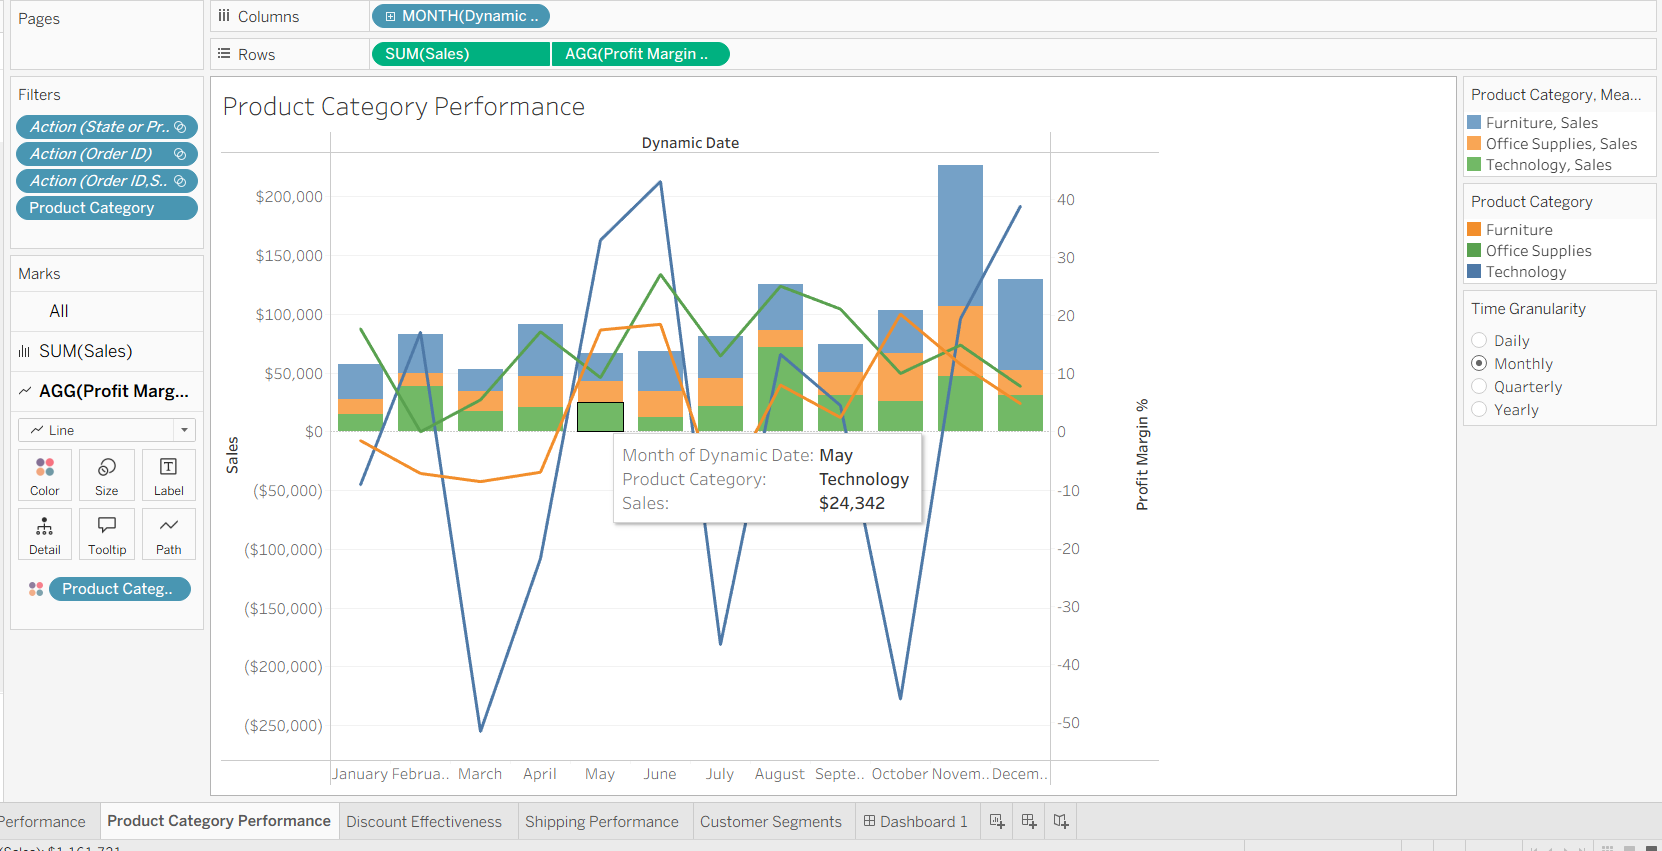 Pages
Columns
MONTH(Dynamic ..
Rows
SUM(Sales)
AGG(Profit Margin ..
Filters
Action (State or Pr..
Action (Order ID)
Action (Order ID,S..
Product Category
Marks
All
SUM(Sales)
AGG(Profit Marg...
Line
Color
Size
Label
Detail
Tooltip
Path
Product Categ..
Product Category Performance
Dynamic Date
Sales
$200,000
$150,000
$100,000
$50,000
$0
($50,000)
($100,000)
($150,000)
($200,000)
($250,000)
Profit Margin %
40
30
20
10
0
-10
-20
-30
-40
-50
Month of Dynamic Date: May
Product Category: Technology
Sales: $24,342
January Februa.. March April May June July August Septe.. October Novem.. Decem..
Product Category, Mea...
Furniture, Sales
Office Supplies, Sales
Technology, Sales
Product Category
Furniture
Office Supplies
Technology
Time Granularity
Daily
Monthly
Quarterly
Yearly
Performance
Product Category Performance
Discount Effectiveness
Shipping Performance
Customer Segments
Dashboard 1